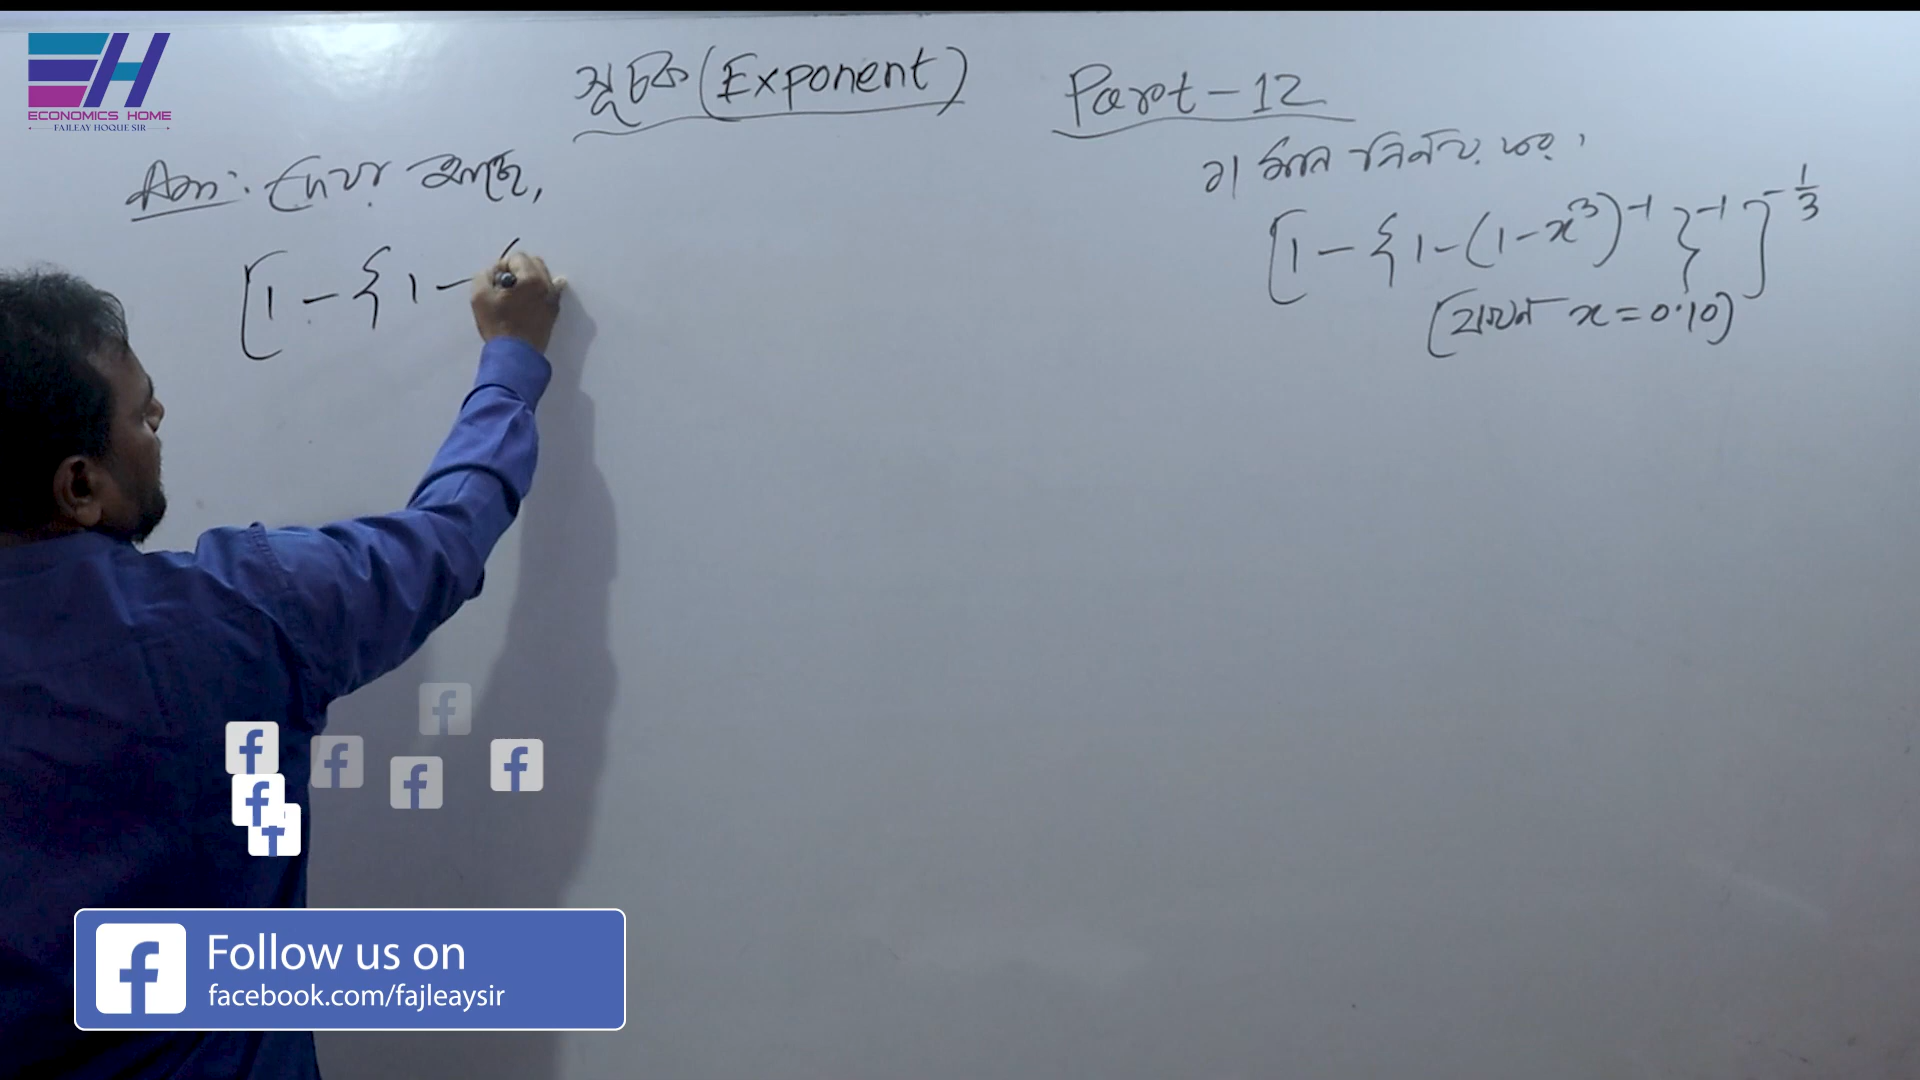 ECONOMICS HOME
FAJLEAY HOQUE SIR
সূচক (Exponent) Part-12
Ans: দেওয়া আছে,
[1 - { 1 - (
২। মান নির্ণয় কর।
[1 - { 1 - (1 - x³)⁻¹ }⁻¹ ]^{-1/3}
(যখন x = 0.10)
Follow us on
facebook.com/fajleaysir